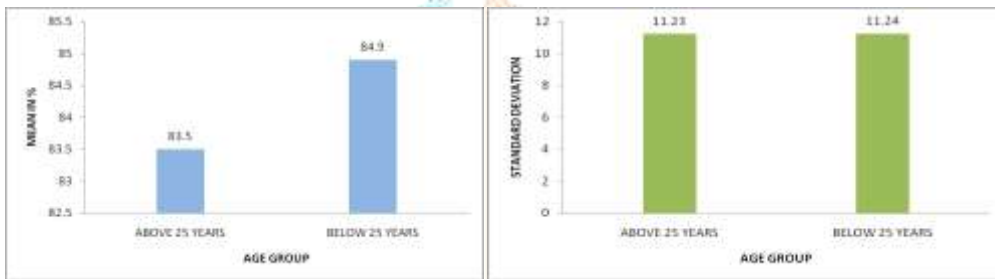 85.5
85
84.5
84
83.5
83
82.5
MEAN IN %
83.5
84.9
ABOVE 25 YEARS
BELOW 25 YEARS
AGE GROUP
12
10
8
6
4
2
0
STANDARD DEVIATION
11.23
11.24
ABOVE 25 YEARS
BELOW 25 YEARS
AGE GROUP